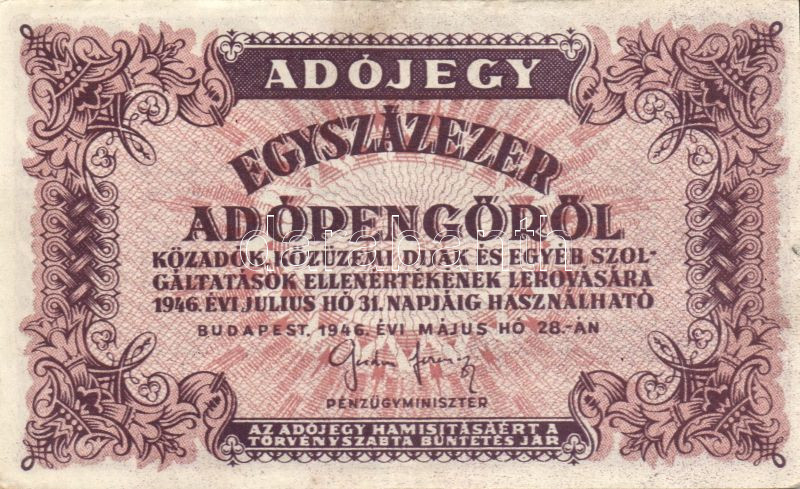 ADÓJEGY
EGYSZÁZEZER
ADÓPENGŐRŐL
KÖZADÓK, KÖZÜZEMI DIJAK ÉS EGYÉB SZOL-
GÁLTATÁSOK ELLENÉRTÉKÉNEK LEROVÁSÁRA
1946. ÉVI JULIUS HÓ 31. NAPJÁIG HASZNÁLHATÓ
BUDAPEST, 1946. ÉVI MÁJUS HÓ 28.-ÁN
PÉNZÜGYMINISZTER
AZ ADÓJEGY HAMISITÁSÁÉRT A
TÖRVÉNYSZABTA BÜNTETÉS JÁR